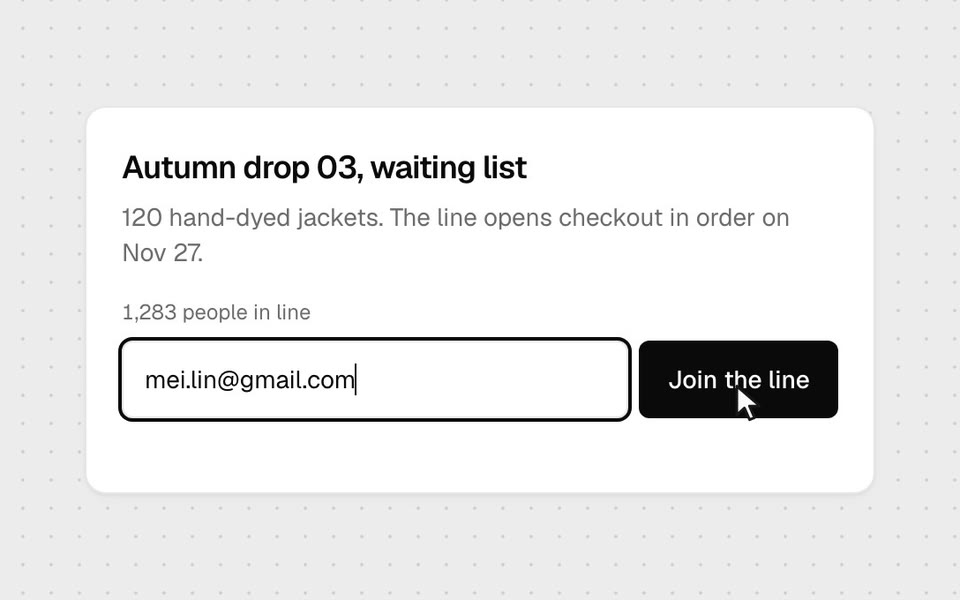 Autumn drop 03, waiting list
120 hand-dyed jackets. The line opens checkout in order on
Nov 27.
1,283 people in line
mei.lin@gmail.com
Join the line